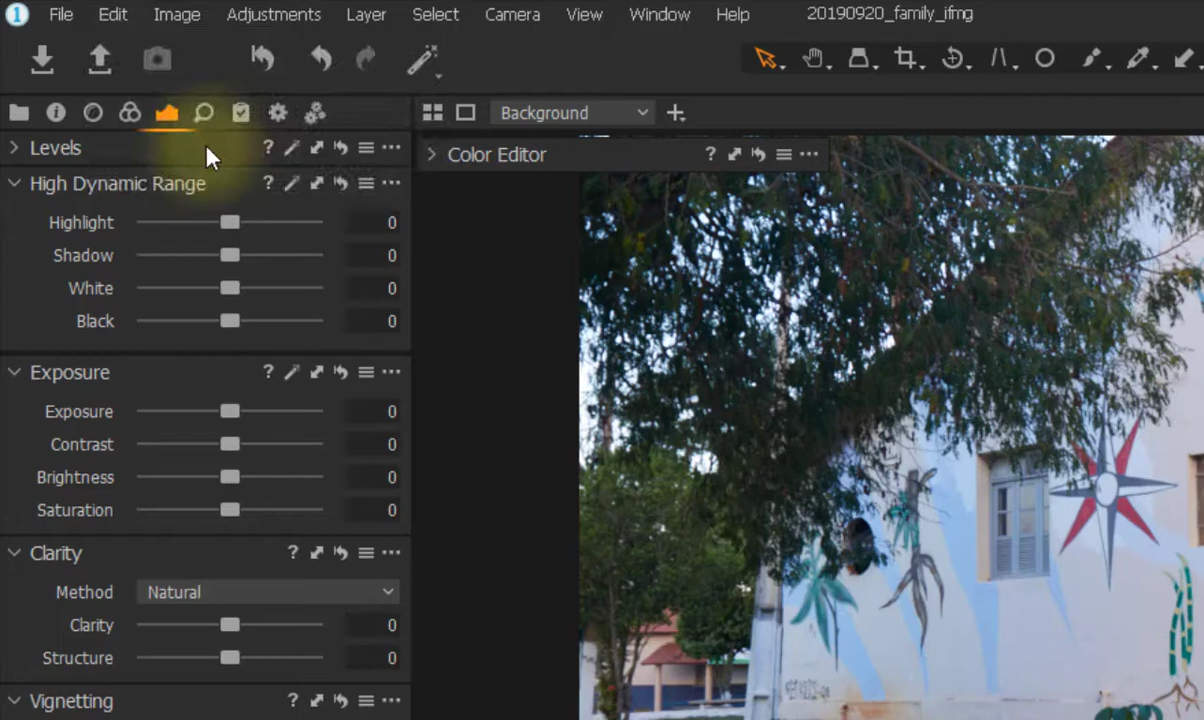 File Edit Image Adjustments Layer Select Camera View Window Help 20190920_family_ifmg
Background
Levels
Color Editor
High Dynamic Range
Highlight 0
Shadow 0
White 0
Black 0
Exposure
Exposure 0
Contrast 0
Brightness 0
Saturation 0
Clarity
Method Natural
Clarity 0
Structure 0
Vignetting